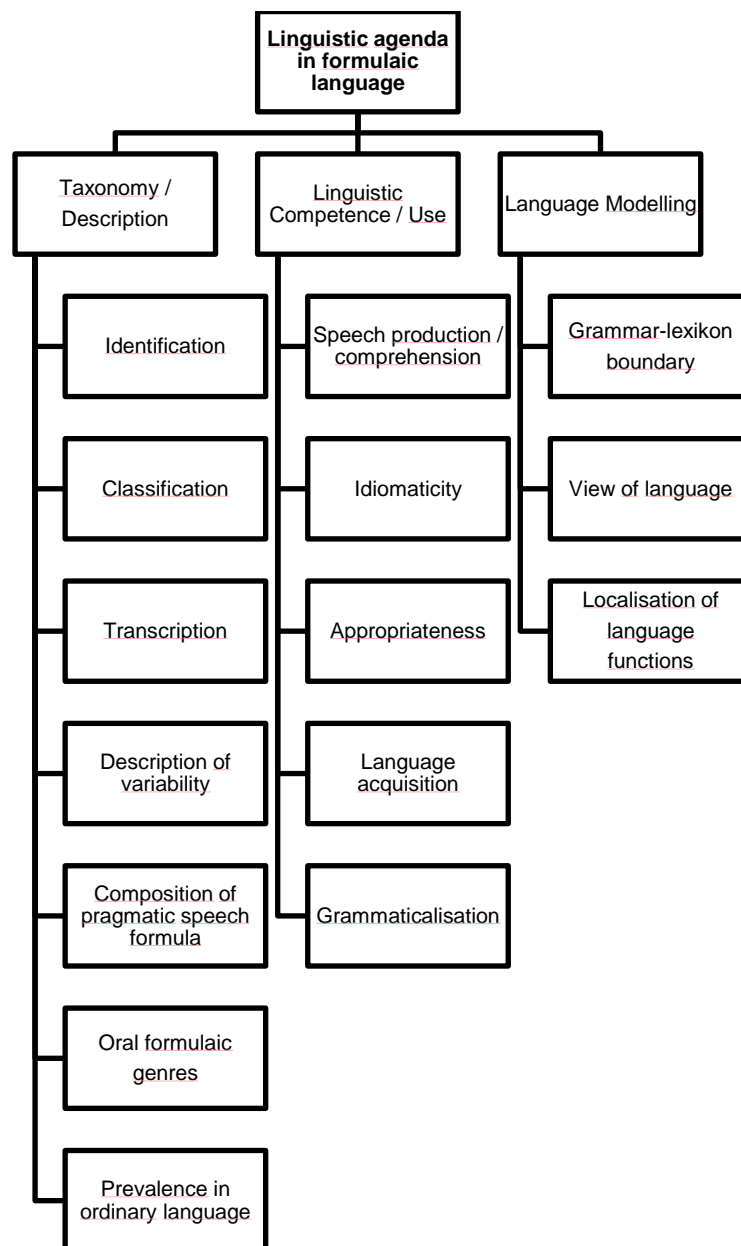 Linguistic agenda
in formulaic
language
Taxonomy /
Description
Linguistic
Competence / Use
Language Modelling
Identification
Classification
Transcription
Description of
variability
Composition of
pragmatic speech
formula
Oral formulaic
genres
Prevalence in
ordinary language
Speech production /
comprehension
Idiomaticity
Appropriateness
Language
acquisition
Grammaticalisation
Grammar-lexikon
boundary
View of language
Localisation of
language
functions